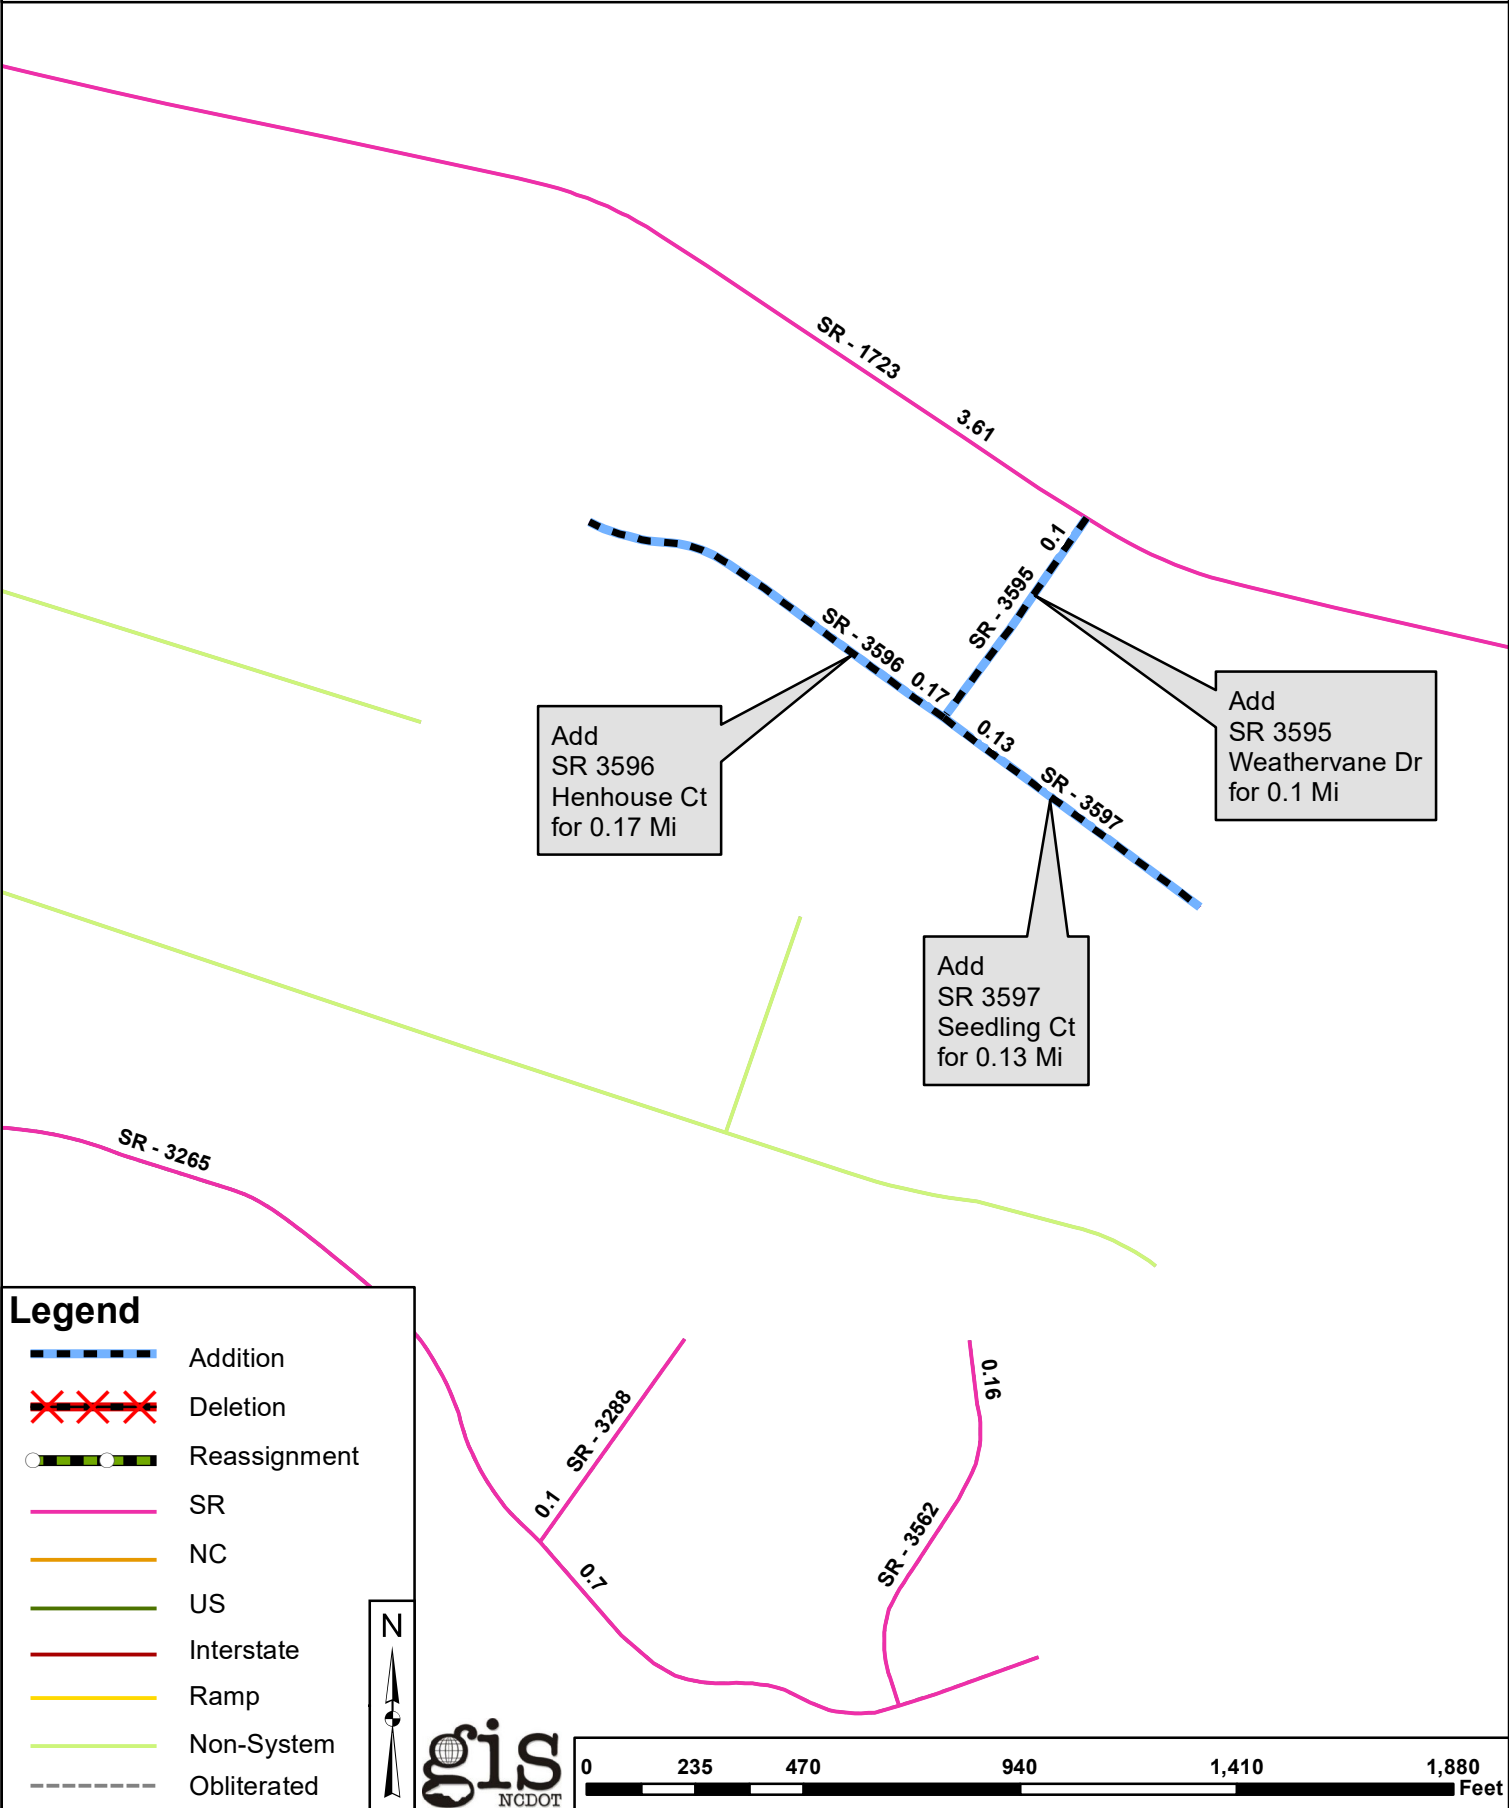 SR - 1723
3.61
0.1
SR - 3595
SR - 3596
0.17
0.13
SR - 3597
Add
SR 3595
Weathervane Dr
for 0.1 Mi
Add
SR 3596
Henhouse Ct
for 0.17 Mi
Add
SR 3597
Seedling Ct
for 0.13 Mi
SR - 3265
SR - 3288
0.1
0.7
0.16
SR - 3562
Legend
Addition
Deletion
Reassignment
SR
NC
US
Interstate
Ramp
Non-System
Obliterated
N
gis
NCDOT
0 235 470 940 1,410 1,880
Feet